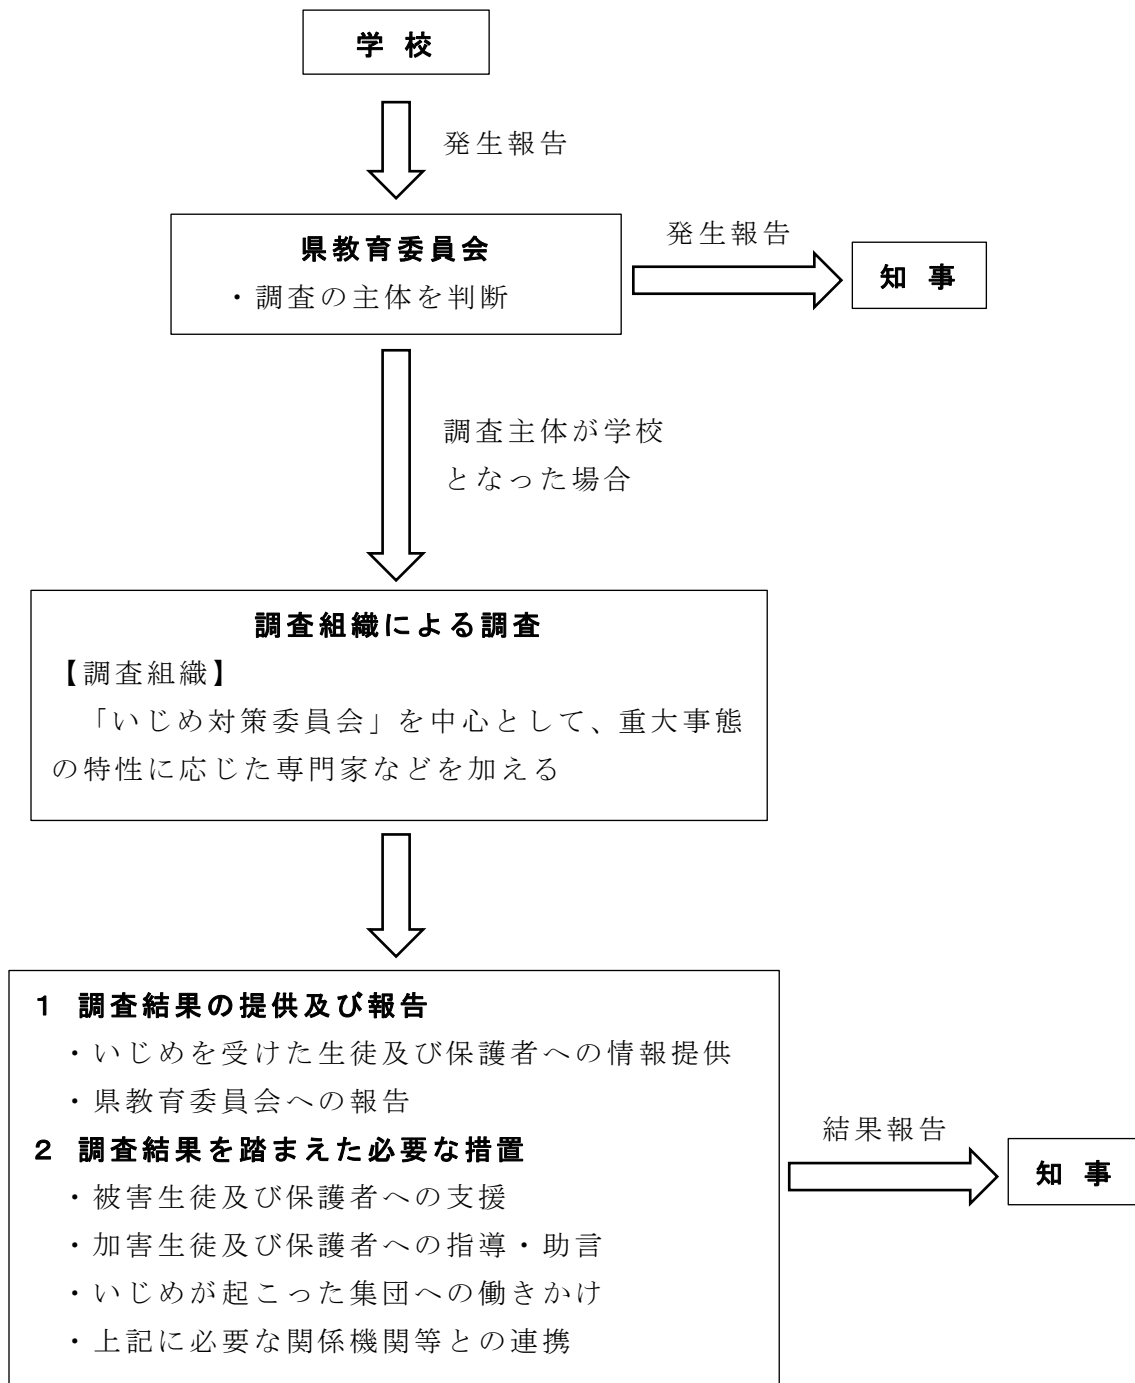 学 校
発生報告
県教育委員会
・調査の主体を判断
発生報告
知 事
調査主体が学校
となった場合
調査組織による調査
【調査組織】
「いじめ対策委員会」を中心として、重大事態
の特性に応じた専門家などを加える
1 調査結果の提供及び報告
・いじめを受けた生徒及び保護者への情報提供
・県教育委員会への報告
2 調査結果を踏まえた必要な措置
・被害生徒及び保護者への支援
・加害生徒及び保護者への指導・助言
・いじめが起こった集団への働きかけ
・上記に必要な関係機関等との連携
結果報告
知 事